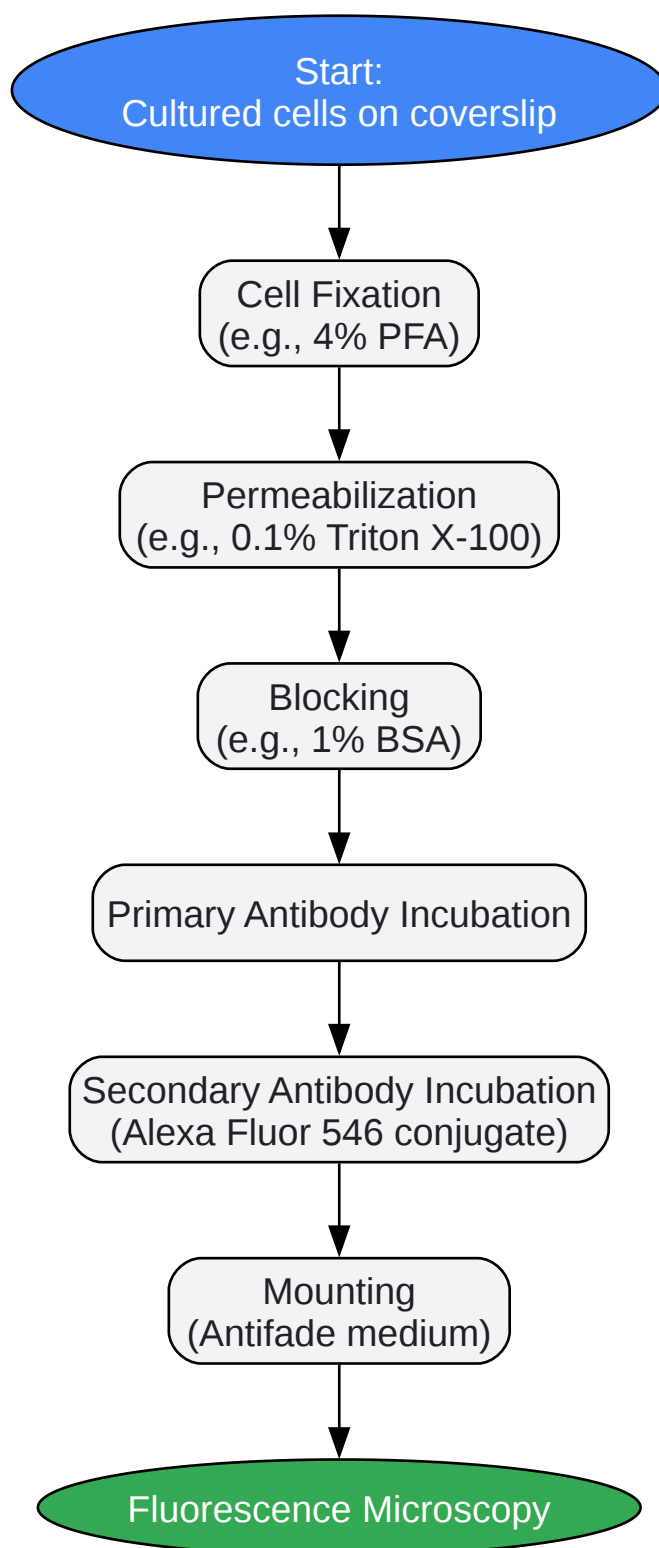 Start:
Cultured cells on coverslip
Cell Fixation
(e.g., 4% PFA)
Permeabilization
(e.g., 0.1% Triton X-100)
Blocking
(e.g., 1% BSA)
Primary Antibody Incubation
Secondary Antibody Incubation
(Alexa Fluor 546 conjugate)
Mounting
(Antifade medium)
Fluorescence Microscopy